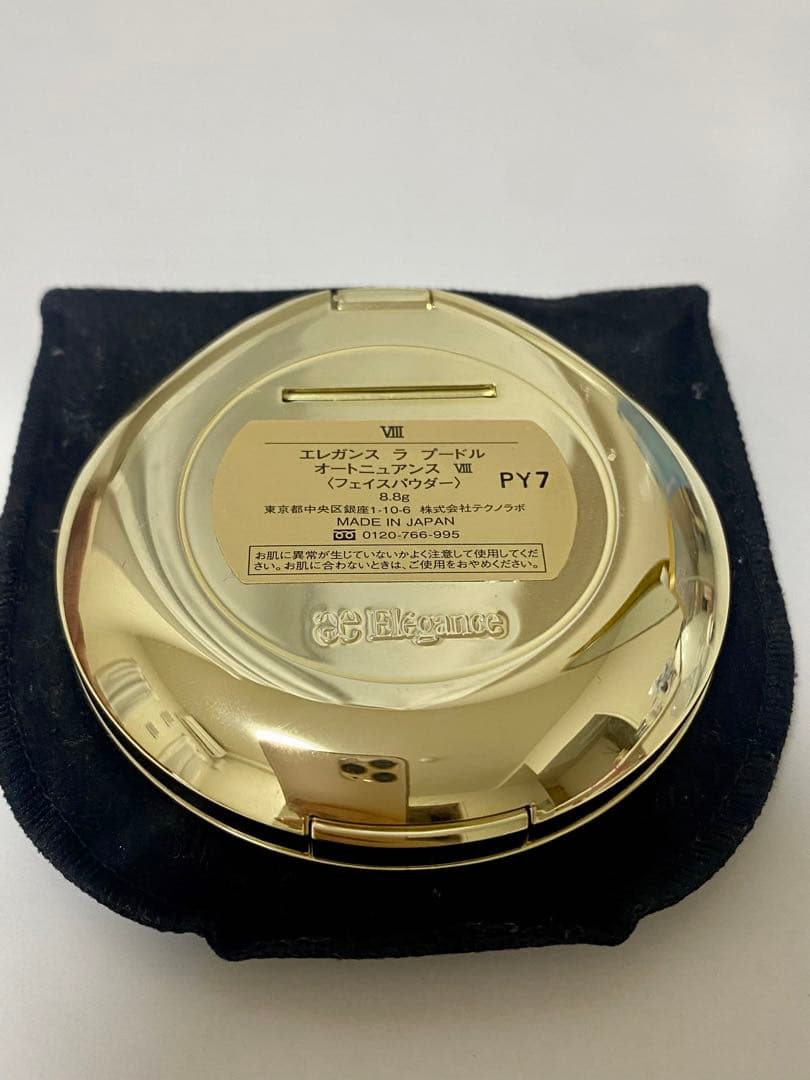 VIII
エレガンス ラ プードル
オートニュアンス VIII
〈フェイスパウダー〉
PY7
8.8g
東京都中央区銀座1-10-6 株式会社テクノラボ
MADE IN JAPAN
0120-766-995
お肌に異常が生じていないかよく注意して使用してくだ
さい。お肌に合わないときは、ご使用をおやめください。
Elégance